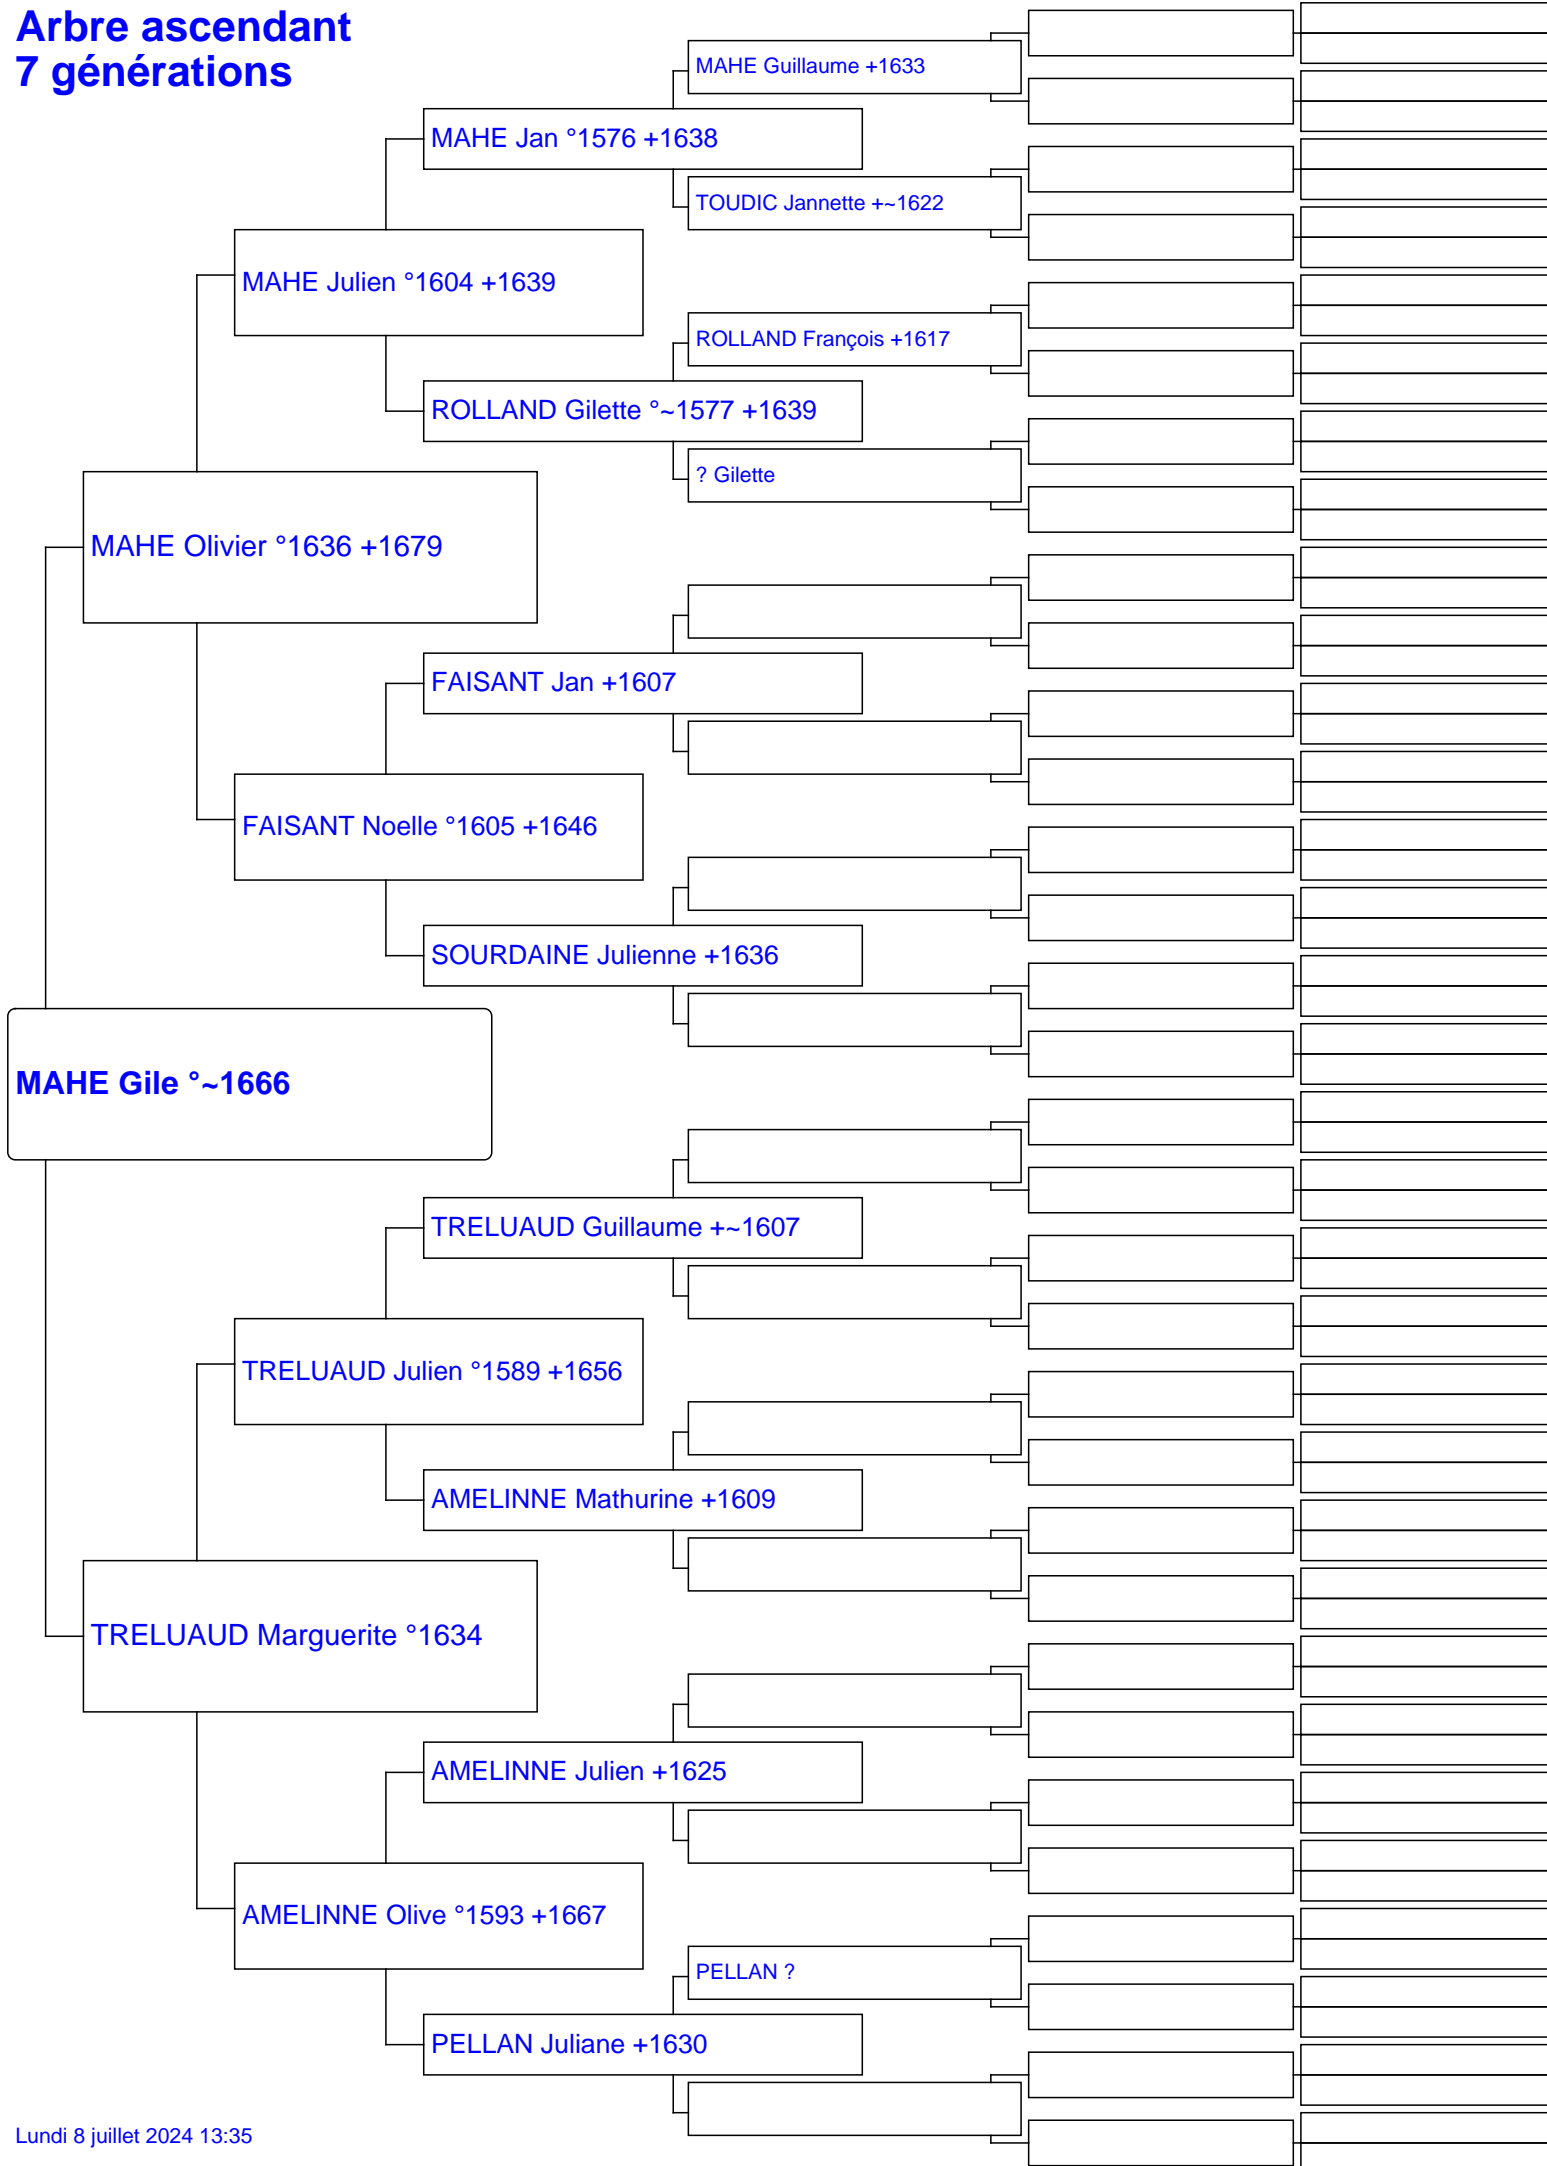 Arbre ascendant
7 générations
MAHE Guillaume +1633
MAHE Jan °1576 +1638
TOUDIC Jannette +~1622
MAHE Julien °1604 +1639
ROLLAND François +1617
ROLLAND Gilette °~1577 +1639
? Gilette
MAHE Olivier °1636 +1679
FAISANT Jan +1607
FAISANT Noelle °1605 +1646
SOURDAINE Julienne +1636
MAHE Gile °~1666
TRELUAUD Guillaume +~1607
TRELUAUD Julien °1589 +1656
AMELINNE Mathurine +1609
TRELUAUD Marguerite °1634
AMELINNE Julien +1625
AMELINNE Olive °1593 +1667
PELLAN ?
PELLAN Juliane +1630
Lundi 8 juillet 2024 13:35